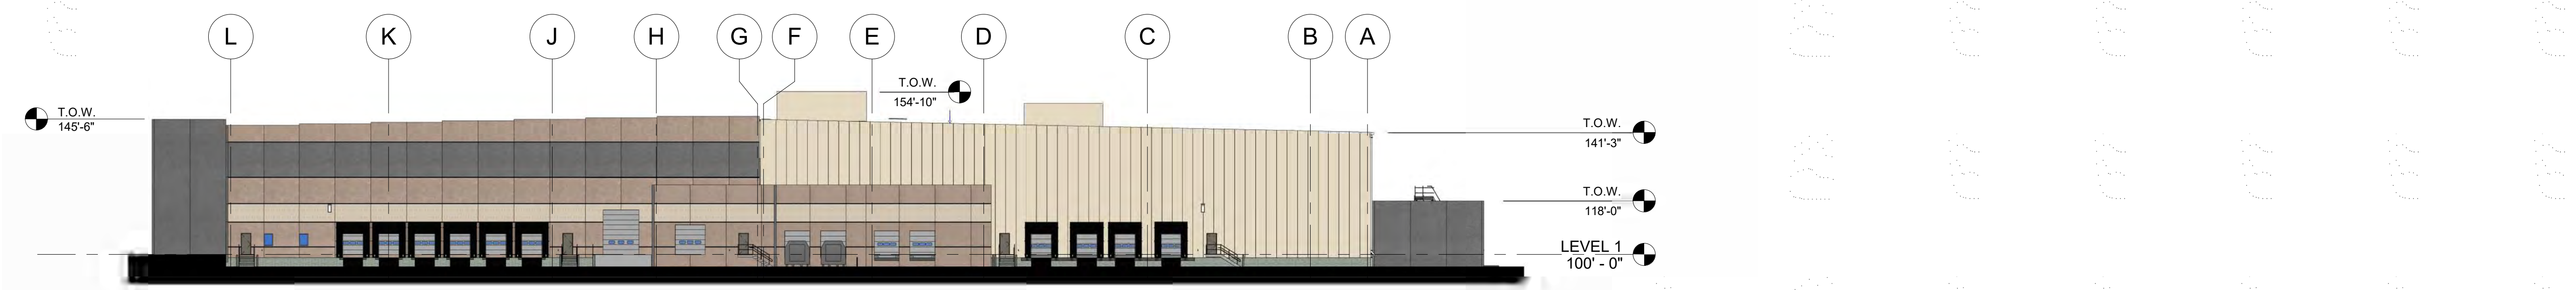 L K J H G F E D C B A
T.O.W.
154'-10"
T.O.W.
145'-6"
T.O.W.
141'-3"
T.O.W.
118'-0"
LEVEL 1
100' - 0"